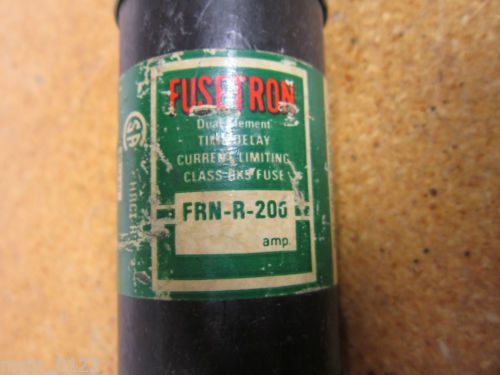 FUSETRON
Dual Element
TIME DELAY
CURRENT LIMITING
CLASS RK5 FUSE
FRN-R-200
amp.